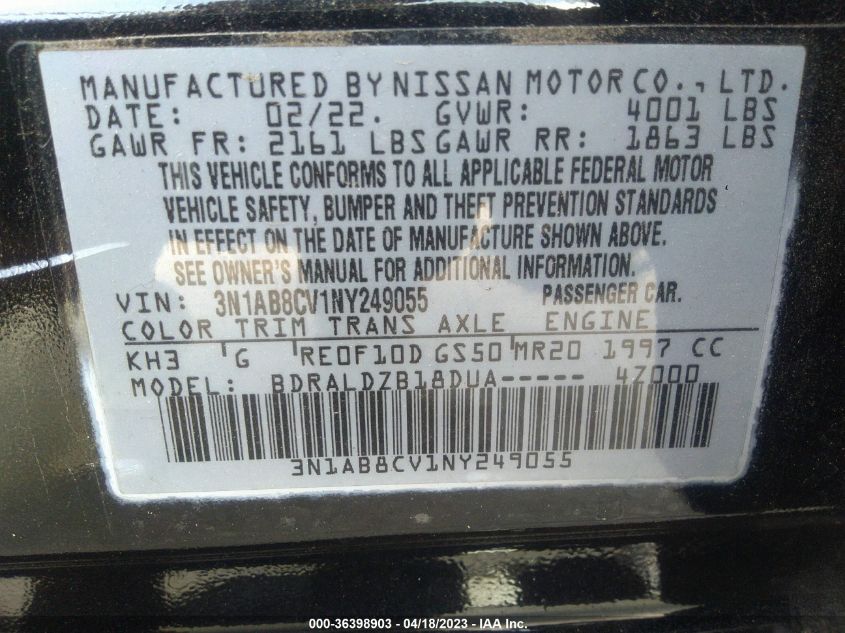 MANUFACTURED BY NISSAN MOTOR CO., LTD.
DATE: 02/22. GVWR: 4001 LBS
GAWR FR: 2161 LBS GAWR RR: 1863 LBS
THIS VEHICLE CONFORMS TO ALL APPLICABLE FEDERAL MOTOR
VEHICLE SAFETY, BUMPER AND THEFT PREVENTION STANDARDS
IN EFFECT ON THE DATE OF MANUFACTURE SHOWN ABOVE.
SEE OWNER'S MANUAL FOR ADDITIONAL INFORMATION.
VIN: 3N1AB8CV1NY249055 PASSENGER CAR.
COLOR TRIM TRANS AXLE ENGINE
KH3 G RE0F10D GS50 MR20 1997 CC
MODEL: BDRALDZB18DUA----- 4Z000
3N1AB8CV1NY249055
000-36398903 - 04/18/2023 - IAA Inc.